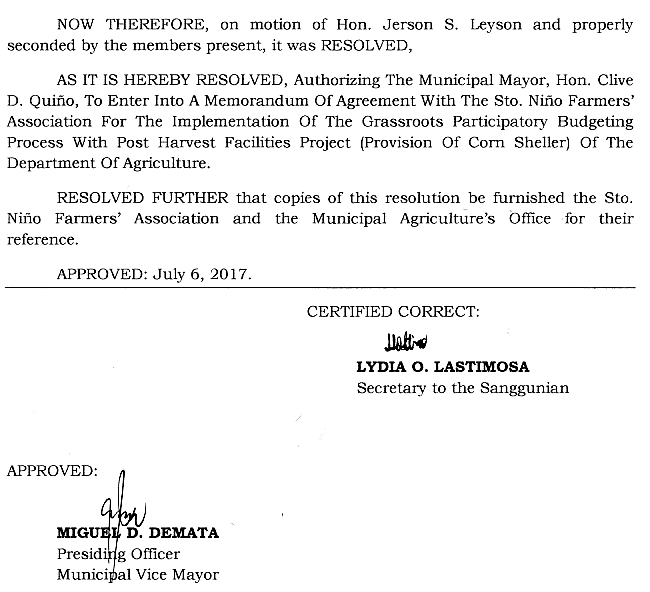 NOW THEREFORE, on motion of Hon. Jerson S. Leyson and properly
seconded by the members present, it was RESOLVED,
AS IT IS HEREBY RESOLVED, Authorizing The Municipal Mayor, Hon. Clive
D. Quiño, To Enter Into A Memorandum Of Agreement With The Sto. Niño Farmers'
Association For The Implementation Of The Grassroots Participatory Budgeting
Process With Post Harvest Facilities Project (Provision Of Corn Sheller) Of The
Department Of Agriculture.
RESOLVED FURTHER that copies of this resolution be furnished the Sto.
Niño Farmers' Association and the Municipal Agriculture's Office for their
reference.
APPROVED: July 6, 2017.
CERTIFIED CORRECT:
LYDIA O. LASTIMOSA
Secretary to the Sanggunian
APPROVED:
MIGUEL D. DEMATA
Presiding Officer
Municipal Vice Mayor